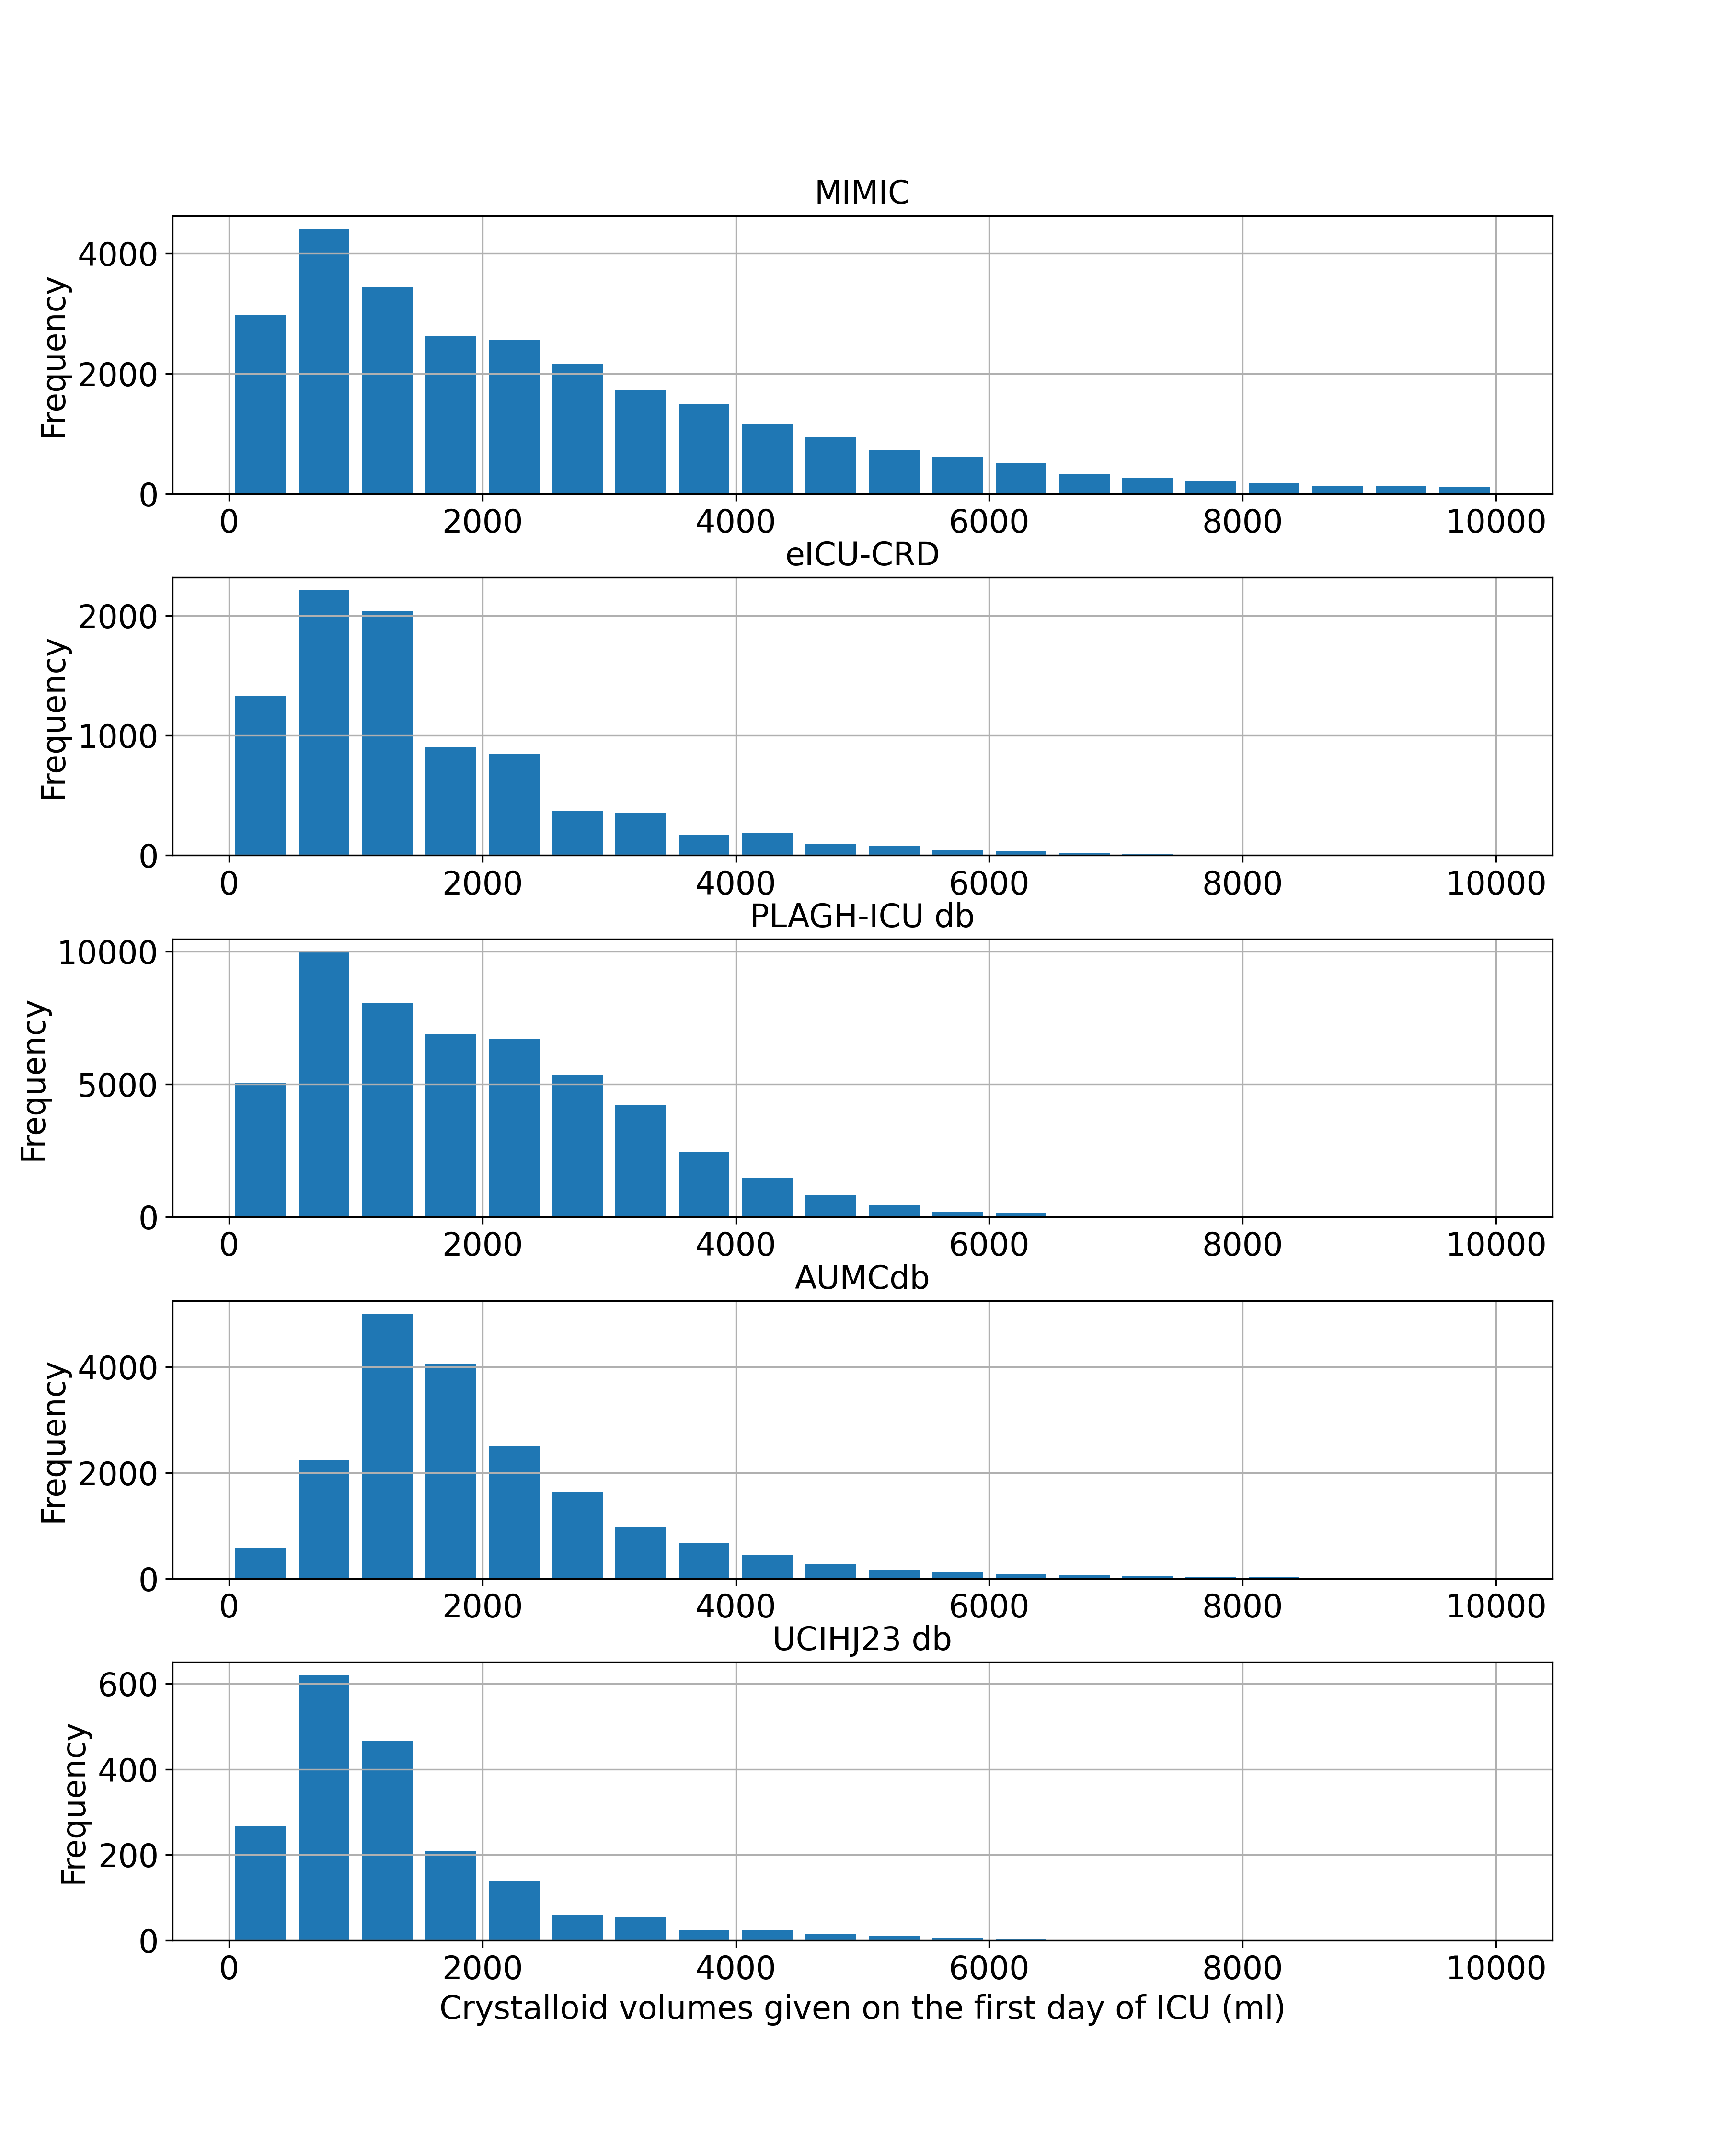 MIMIC
Frequency
4000
2000
0
0 2000 4000 6000 8000 10000
eICU-CRD
Frequency
2000
1000
0
0 2000 4000 6000 8000 10000
PLAGH-ICU db
Frequency
10000
5000
0
0 2000 4000 6000 8000 10000
AUMCdb
Frequency
4000
2000
0
0 2000 4000 6000 8000 10000
UCIHJ23 db
Frequency
600
400
200
0
0 2000 4000 6000 8000 10000
Crystalloid volumes given on the first day of ICU (ml)